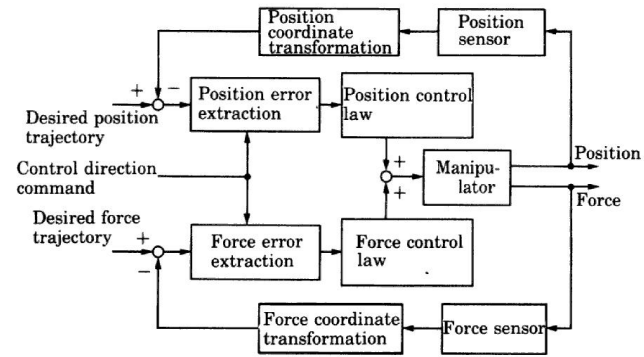 Position
coordinate
transformation
Position
sensor
+
−
Desired position
trajectory
Position error
extraction
Position control
law
Control direction
command
+
+
Manipu-
lator
Position
Force
Desired force
trajectory
+
−
Force error
extraction
Force control
law
Force coordinate
transformation
Force sensor